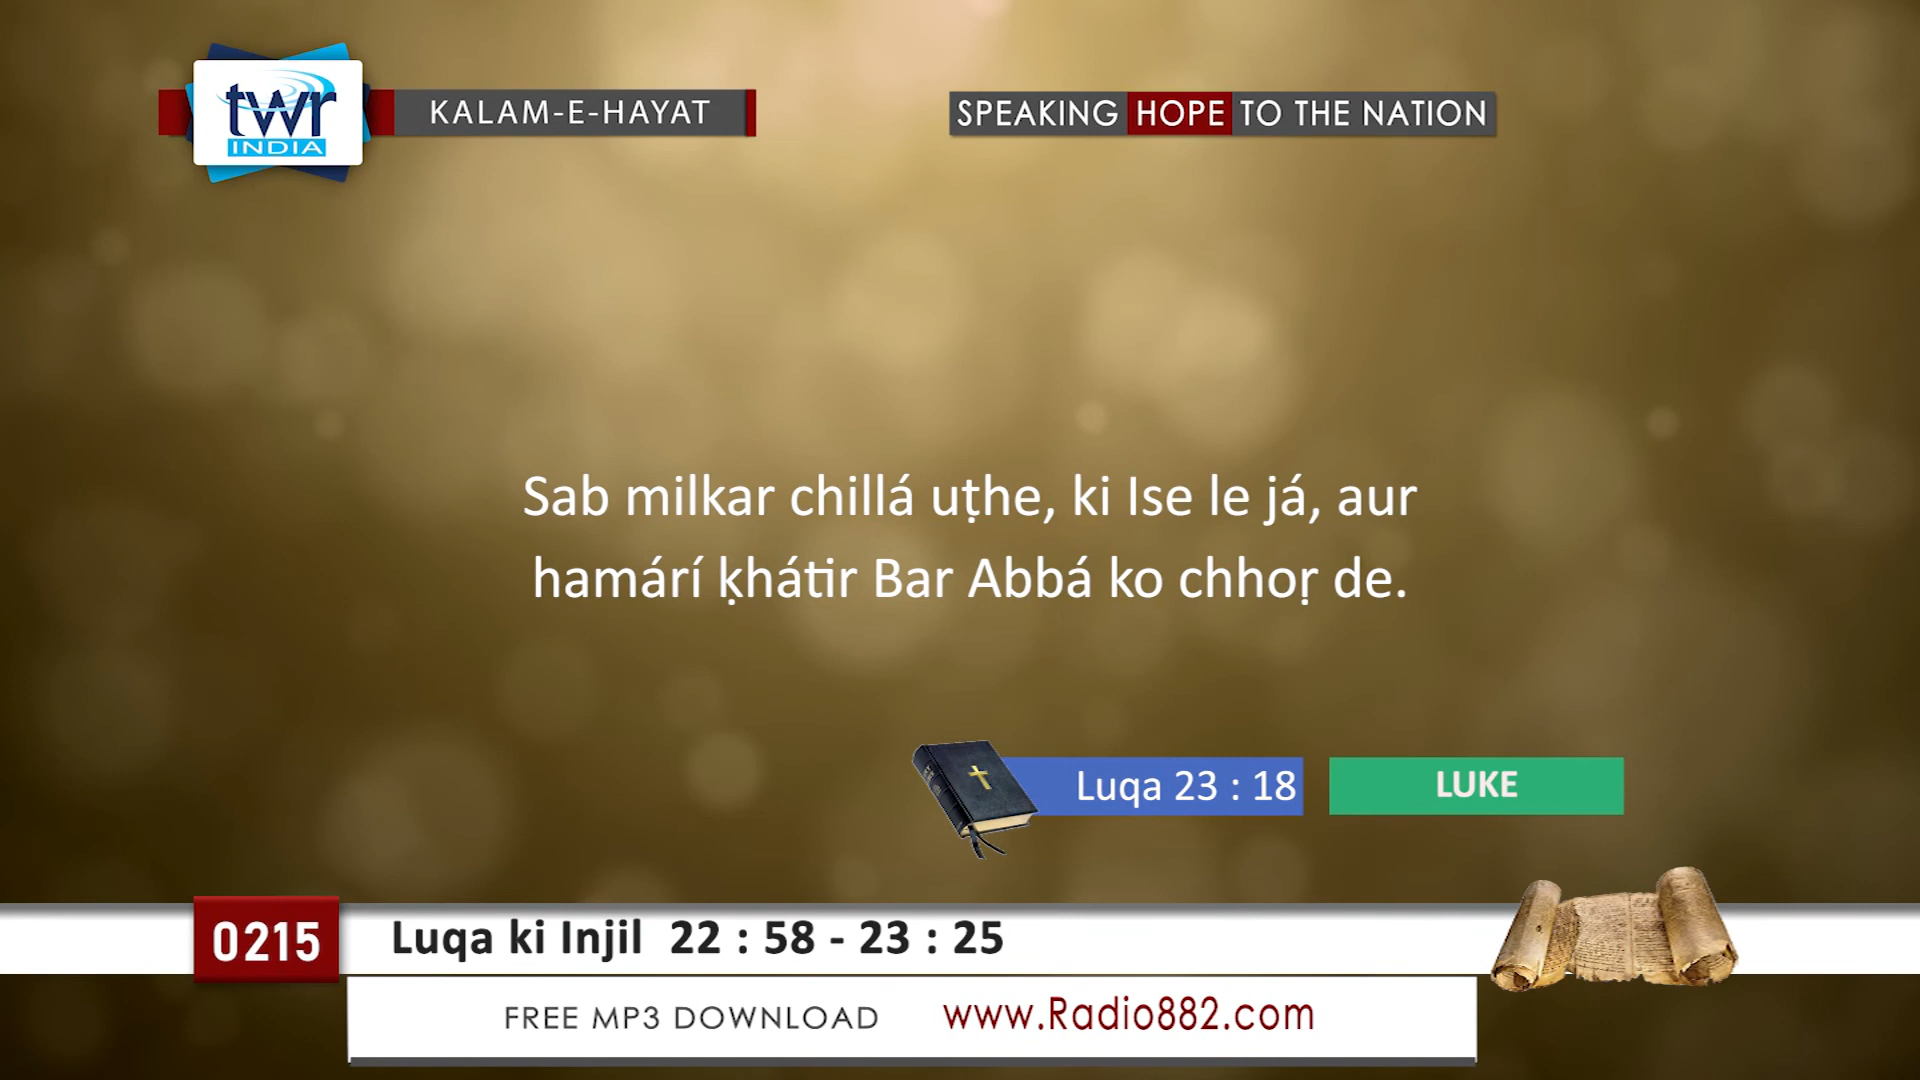 twr
INDIA
KALAM-E-HAYAT
SPEAKING HOPE TO THE NATION
Sab milkar chillá uṭhe, ki Ise le já, aur
hamárí ḳhátir Bar Abbá ko chhoṛ de.
Luqa 23 : 18
LUKE
0215
Luqa ki Injil 22 : 58 - 23 : 25
FREE MP3 DOWNLOAD www.Radio882.com